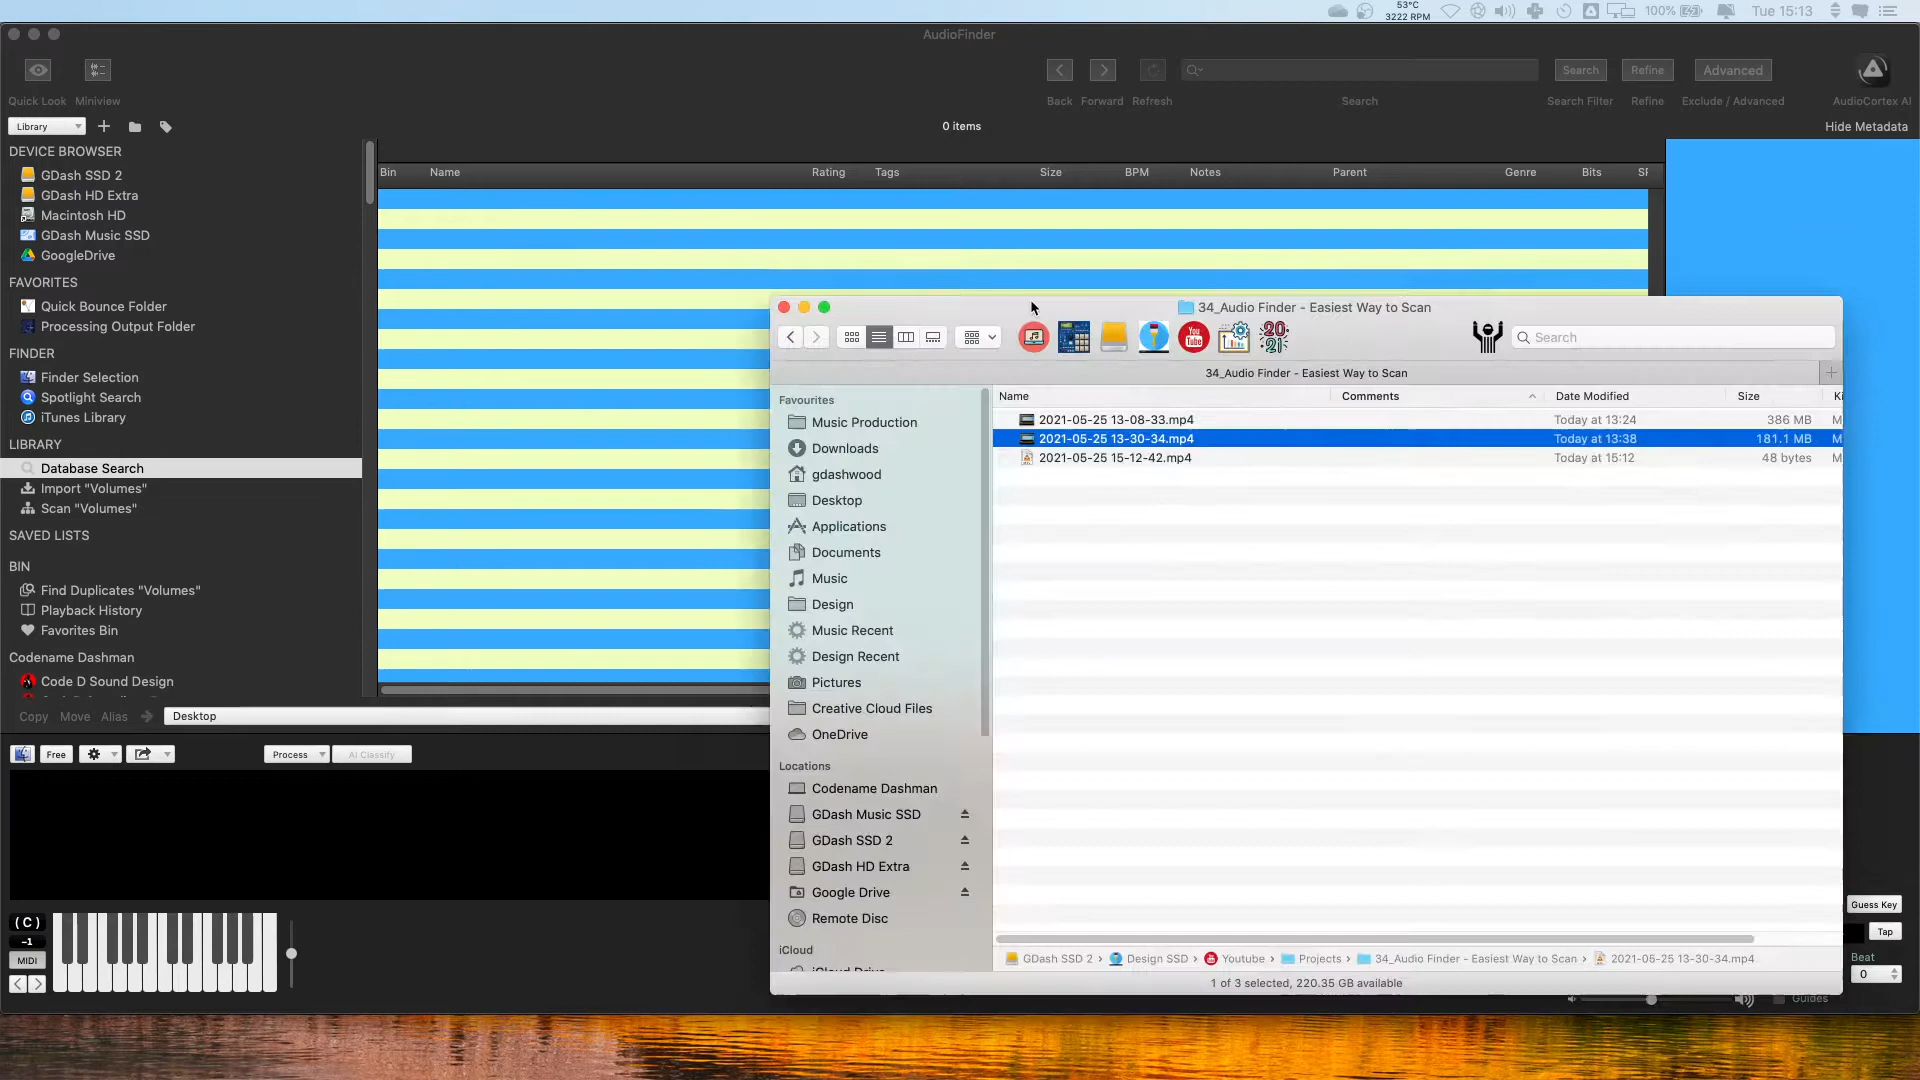 53°C
3222 RPM
100%
Tue 15:13
AudioFinder
Quick Look
Miniview
Back
Forward
Refresh
Search
Search
Search Filter
Refine
Refine
Advanced
Exclude / Advanced
AudioCortex AI
Library
0 items
Hide Metadata
Bin
Name
Rating
Tags
Size
BPM
Notes
Parent
Genre
Bits
DEVICE BROWSER
GDash SSD 2
GDash HD Extra
Macintosh HD
GDash Music SSD
GoogleDrive
FAVORITES
Quick Bounce Folder
Processing Output Folder
FINDER
Finder Selection
Spotlight Search
iTunes Library
LIBRARY
Database Search
Import "Volumes"
Scan "Volumes"
SAVED LISTS
BIN
Find Duplicates "Volumes"
Playback History
Favorites Bin
Codename Dashman
Code D Sound Design
Copy
Move
Alias
Desktop
Free
Process
AI Classify
(C)
-1
MIDI
Guess Key
Tap
Beat
0
Guides
34_Audio Finder - Easiest Way to Scan
You Tube
20 21
Search
34_Audio Finder - Easiest Way to Scan
Favourites
Music Production
Downloads
gdashwood
Desktop
Applications
Documents
Music
Design
Music Recent
Design Recent
Pictures
Creative Cloud Files
OneDrive
Locations
Codename Dashman
GDash Music SSD
GDash SSD 2
GDash HD Extra
Google Drive
Remote Disc
iCloud
iCloud Drive
Name
Comments
Date Modified
Size
Ki
2021-05-25 13-08-33.mp4
Today at 13:24
386 MB
M
2021-05-25 13-30-34.mp4
Today at 13:38
181.1 MB
M
2021-05-25 15-12-42.mp4
Today at 15:12
48 bytes
M
GDash SSD 2 › Design SSD › Youtube › Projects › 34_Audio Finder - Easiest Way to Scan › 2021-05-25 13-30-34.mp4
1 of 3 selected, 220.35 GB available